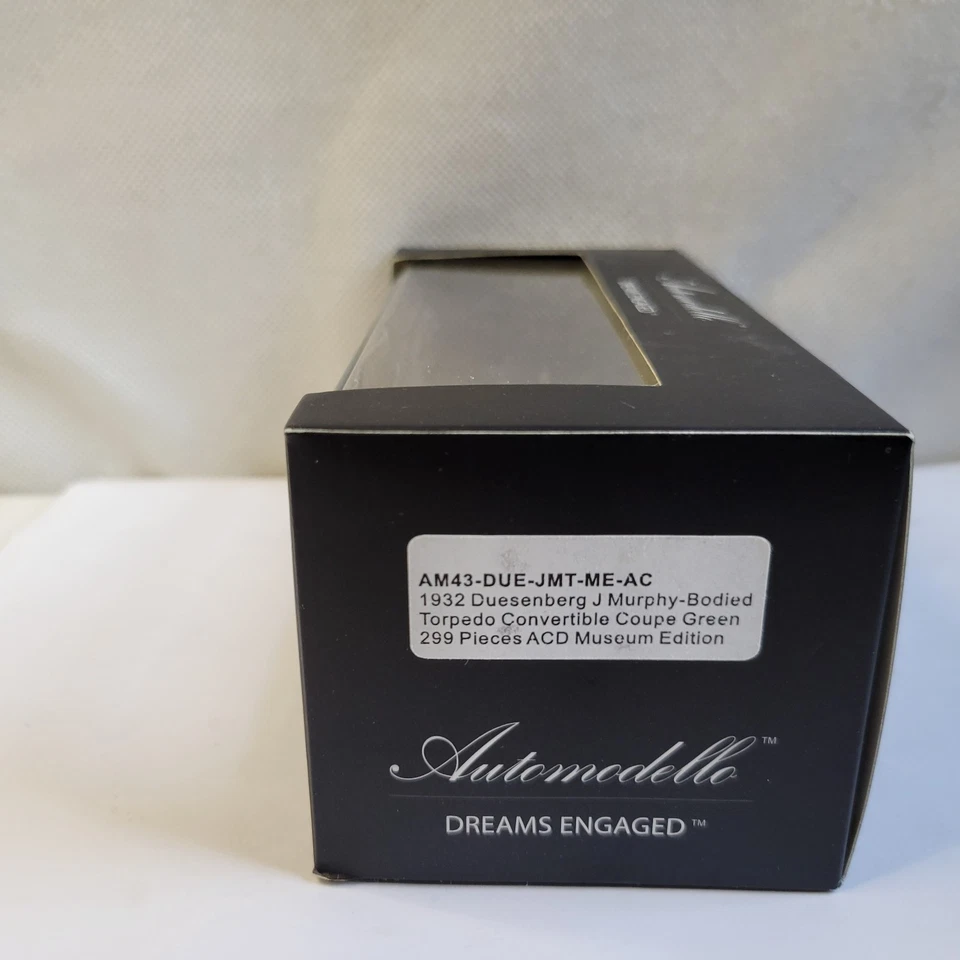 AM43-DUE-JMT-ME-AC
1932 Duesenberg J Murphy-Bodied
Torpedo Convertible Coupe Green
299 Pieces ACD Museum Edition
Automodello™
DREAMS ENGAGED™